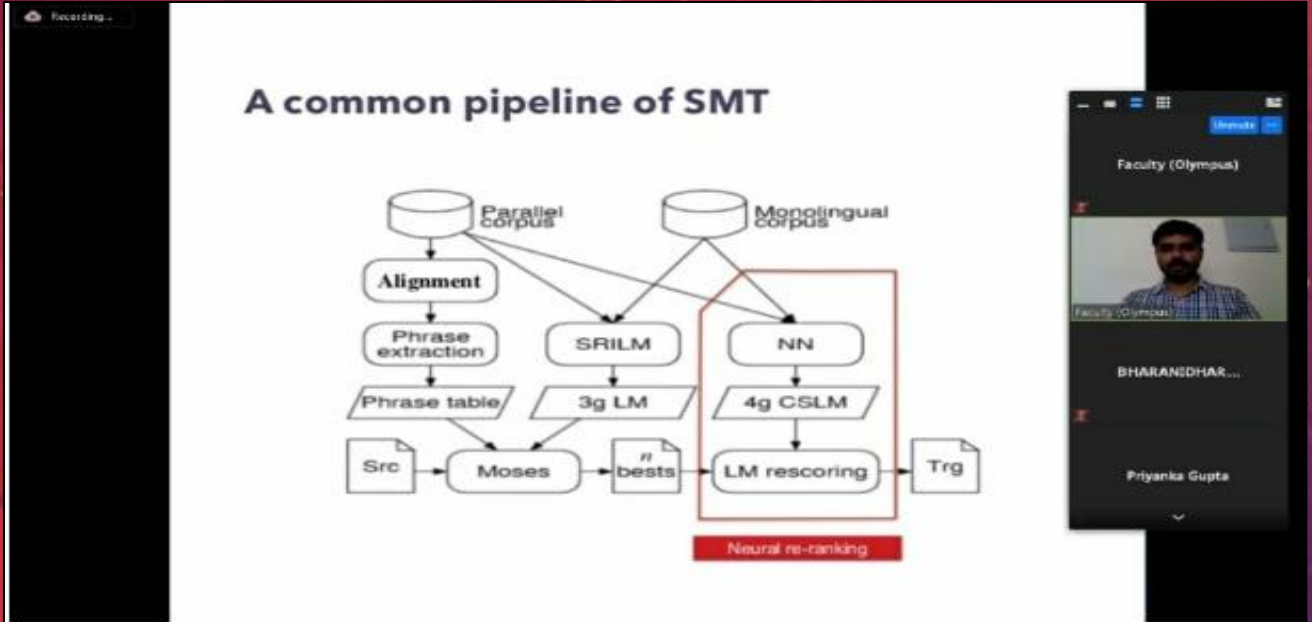 Recording...
A common pipeline of SMT
Parallel
corpus
Monolingual
corpus
Alignment
Phrase
extraction
SRILM
NN
Phrase table
3g LM
4g CSLM
Src
Moses
n
bests
LM rescoring
Trg
Neural re-ranking
Unmute
Faculty (Olympus)
Faculty (Olympus)
BHARANIDHAR...
Priyanka Gupta